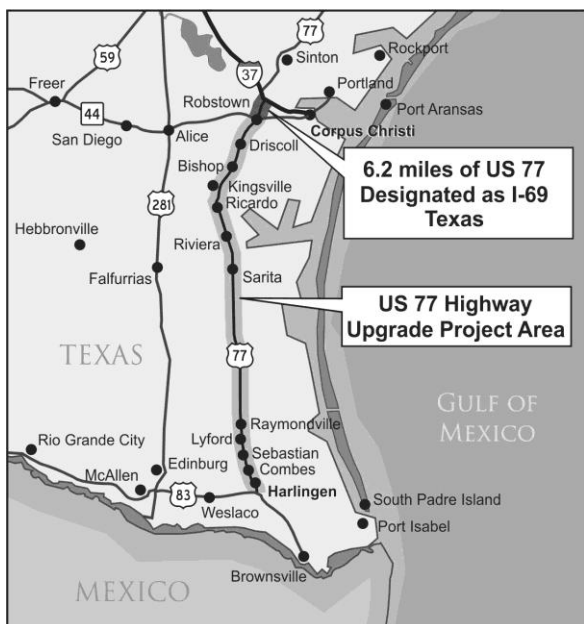 77
59
Sinton
Rockport
37
Freer
Portland
44
Robstown
Port Aransas
San Diego
Alice
Corpus Christi
Driscoll
6.2 miles of US 77
Designated as I-69
Texas
Bishop
Kingsville
281
Ricardo
Hebbronville
Riviera
Falfurrias
Sarita
US 77 Highway
Upgrade Project Area
TEXAS
77
GULF OF
MEXICO
Raymondville
Rio Grande City
Lyford
Sebastian
McAllen
Edinburg
Combes
Harlingen
83
Weslaco
South Padre Island
Port Isabel
Brownsville
MEXICO